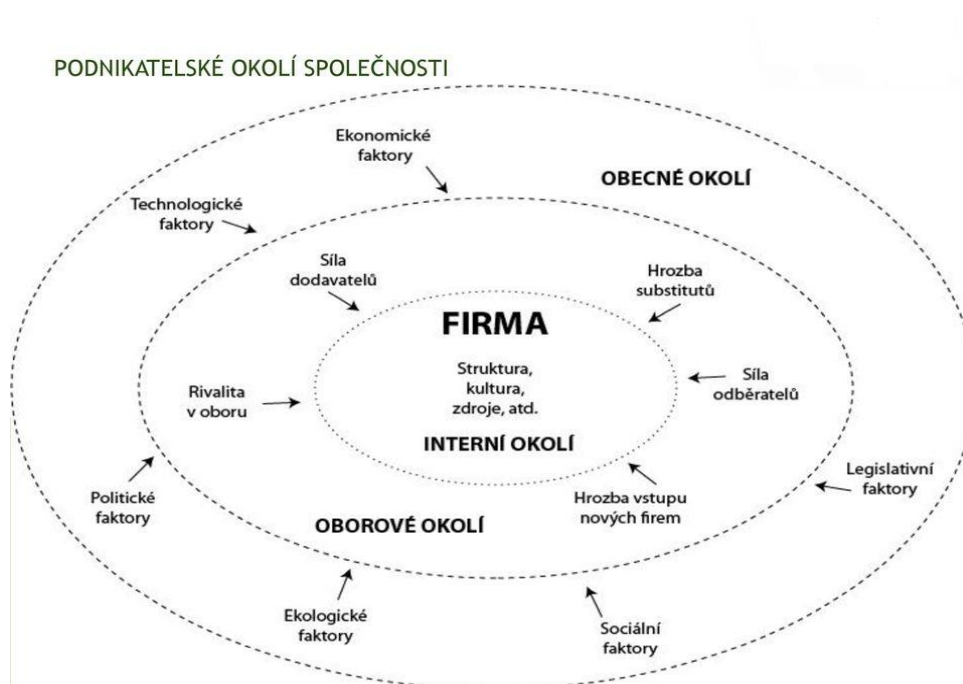 PODNIKATELSKÉ OKOLÍ SPOLEČNOSTI
Ekonomické
faktory
OBECNÉ OKOLÍ
Technologické
faktory
Síla
dodavatelů
Hrozba
substitutů
FIRMA
Struktura,
kultura,
zdroje, atd.
INTERNÍ OKOLÍ
Rivalita
v oboru
Síla
odběratelů
Politické
faktory
OBOROVÉ OKOLÍ
Hrozba vstupu
nových firem
Legislativní
faktory
Ekologické
faktory
Sociální
faktory